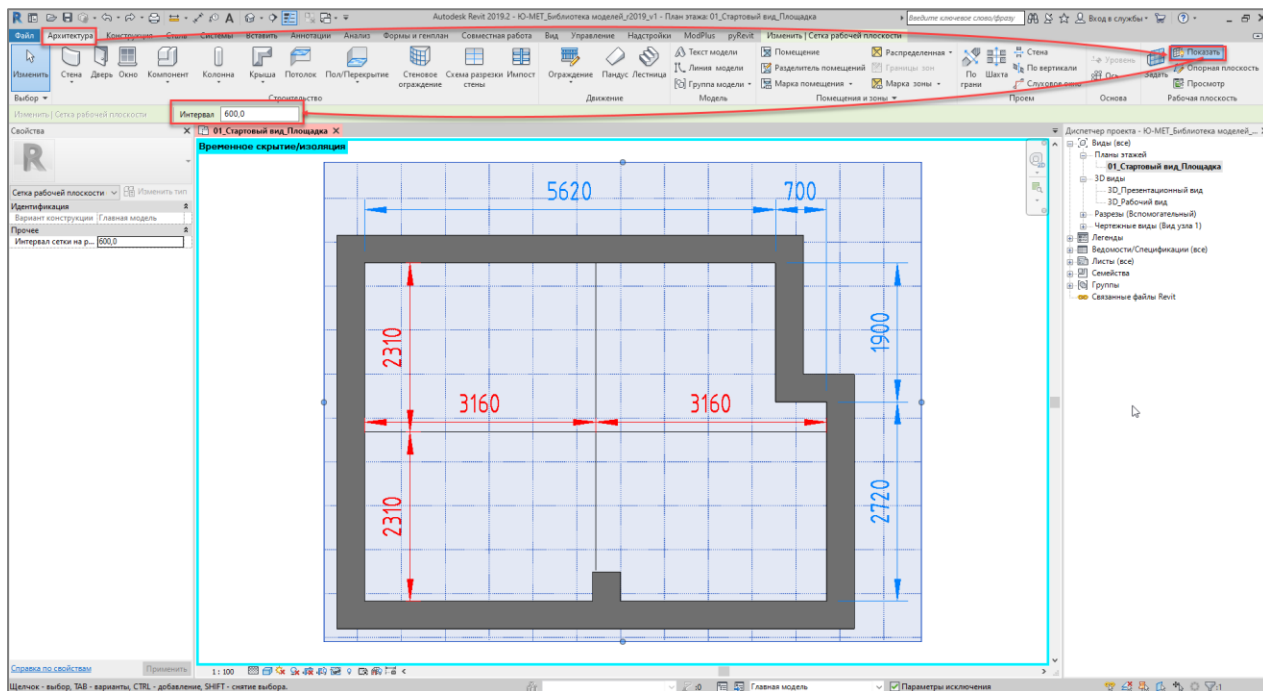 Autodesk Revit 2019.2 - Ю-МЕТ_Библиотека моделей_r2019_v1 - План этажа: 01_Стартовый вид_Площадка
Введите ключевое слово/фразу
Вход в службы
Файл Архитектура Конструкция Сталь Системы Вставить Аннотации Анализ Формы и генплан Совместная работа Вид Управление Надстройки ModPlus pyRevit Изменить | Сетка рабочей плоскости
Изменить Стена Дверь Окно Компонент Колонна Крыша Потолок Пол/Перекрытие Стеновое ограждение Схема разрезки стены Импост Ограждение Пандус Лестница
Текст модели
Линия модели
Группа модели
Помещение
Разделитель помещений
Марка помещения
Распределенная
Границы зон
Марка зоны
По грани
Шахта
Стена
По вертикали
Слуховое окно
Уровень
Ось
Задать
Показать
Опорная плоскость
Просмотр
Выбор Строительство Движение Модель Помещения и зоны Проем Основа Рабочая плоскость
Изменить | Сетка рабочей плоскости Интервал 600,0
Свойства
01_Стартовый вид_Площадка
Диспетчер проекта - Ю-МЕТ_Библиотека моделей_...
R
Сетка рабочей плоскости Изменить тип
Идентификация
Вариант конструкции Главная модель
Прочее
Интервал сетки на р... 600,0
Временное скрытие/изоляция
5620 700
2310
1900
3160 3160
2310
2720
Виды (все)
Планы этажей
01_Стартовый вид_Площадка
3D виды
3D_Презентационный вид
3D_Рабочий вид
Разрезы (Вспомогательный)
Чертежные виды (Вид узла 1)
Легенды
Ведомости/Спецификации (все)
Листы (все)
Семейства
Группы
Связанные файлы Revit
Справка по свойствам Применить
1 : 100
Щелчок - выбор, TAB - варианты, CTRL - добавление, SHIFT - снятие выбора.
:0
Главная модель
Параметры исключения
:1